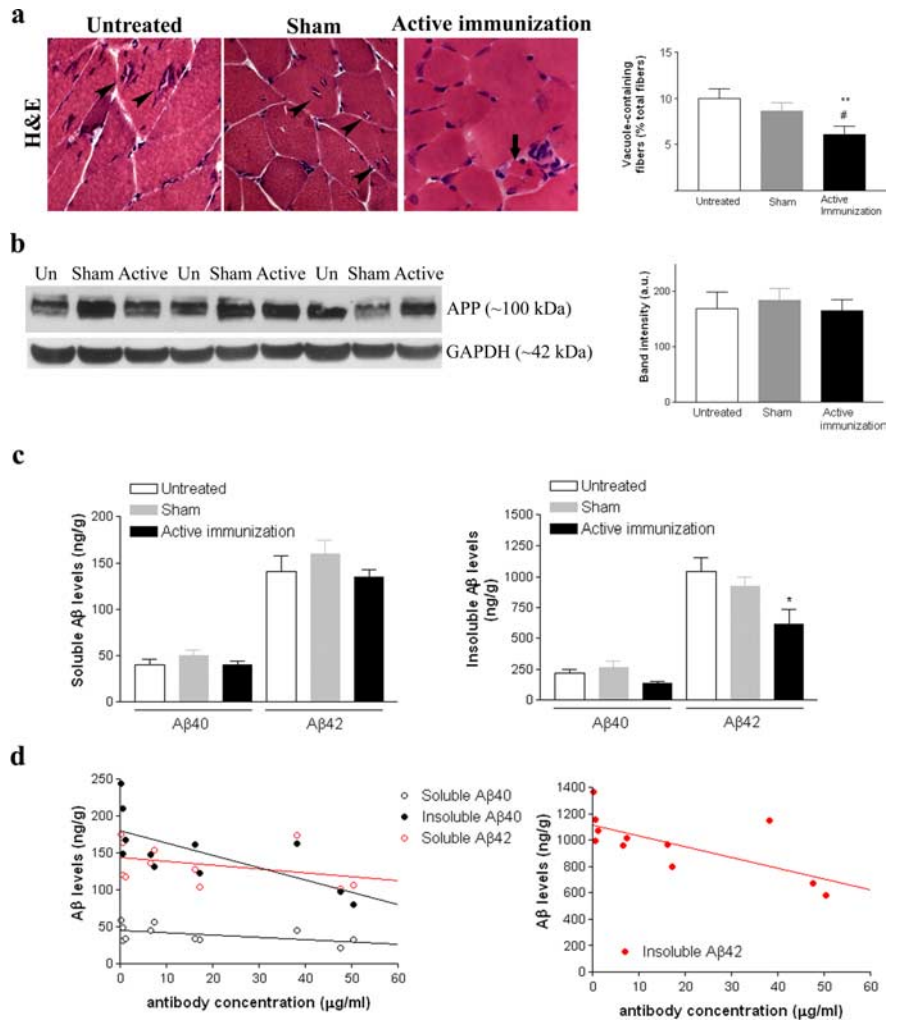 a
Untreated Sham Active immunization
H&E
Vacuole-containing
fibers (% total fibers)
15
10
5
**
#
Untreated Sham Active
Immunization
b
Un Sham Active Un Sham Active Un Sham Active
APP (~100 kDa)
GAPDH (~42 kDa)
Band intensity (a.u.)
200
100
0
Untreated Sham Active
immunization
c
Untreated
Sham
Active immunization
Soluble Aβ levels (ng/g)
200
150
100
50
0
Aβ40 Aβ42
Untreated
Sham
Active immunization
Insoluble Aβ levels
(ng/g)
1500
1250
1000
750
500
250
0
*
Aβ40 Aβ42
d
Aβ levels (ng/g)
250
200
150
100
50
0
0 10 20 30 40 50 60
antibody concentration (µg/ml)
Soluble Aβ40
Insoluble Aβ40
Soluble Aβ42
Aβ levels (ng/g)
1400
1200
1000
800
600
400
200
0
Insoluble Aβ42
0 10 20 30 40 50 60
antibody concentration (µg/ml)